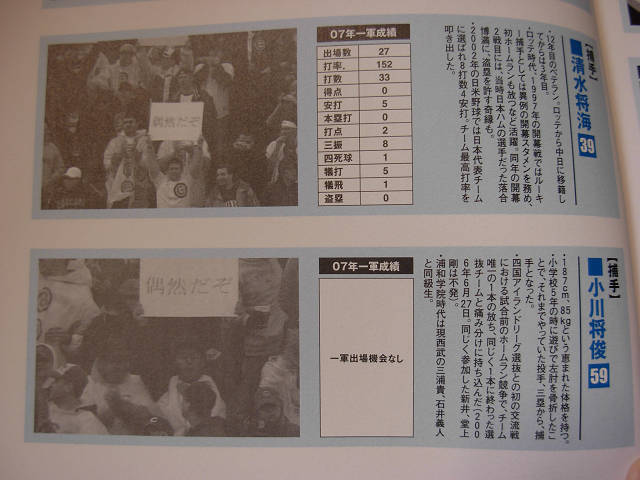 【捕手】
■清水将海 39
・12年目のベテラン。ロッテから中日に移籍し
てからは3年目。
・ロッテ時代、1997年の開幕戦ではルーキ
ー捕手としては異例の開幕スタメンを務め、
初ホームランも放つなど活躍。同年の開幕
2戦目には、当時日本ハムの選手だった落合
博満に、盗塁を許す奇縁も。
・2002年の日米野球では日本代表チーム
に選ばれ8打数4安打。チーム最高打率を
叩き出した。
07年一軍成績
出場数 27
打率. 152
打数 33
得点 0
安打 5
本塁打 0
打点 2
三振 8
四死球 1
犠打 5
犠飛 1
盗塁 0
偶然だぞ
【捕手】
■小川将俊 59
・187cm、85kgという恵まれた体格を持つ。
・小学校5年の時に遊びで左肘を骨折したこ
とで、それまでやっていた投手、三塁から、捕
手となった。
・四国アイランドリーグ選抜との初の交流戦
における試合前のホームラン競争で、チーム
唯一の1本の放ち、同じく1本に終わった選
抜チームと痛み分けに持ち込んだ(200
6年6月27日。同じく参加した新井、堂上
剛は不発)。
・浦和学院時代は現西武の三浦貴、石井義人
と同級生。
07年一軍成績
一軍出場機会なし
偶然だぞ